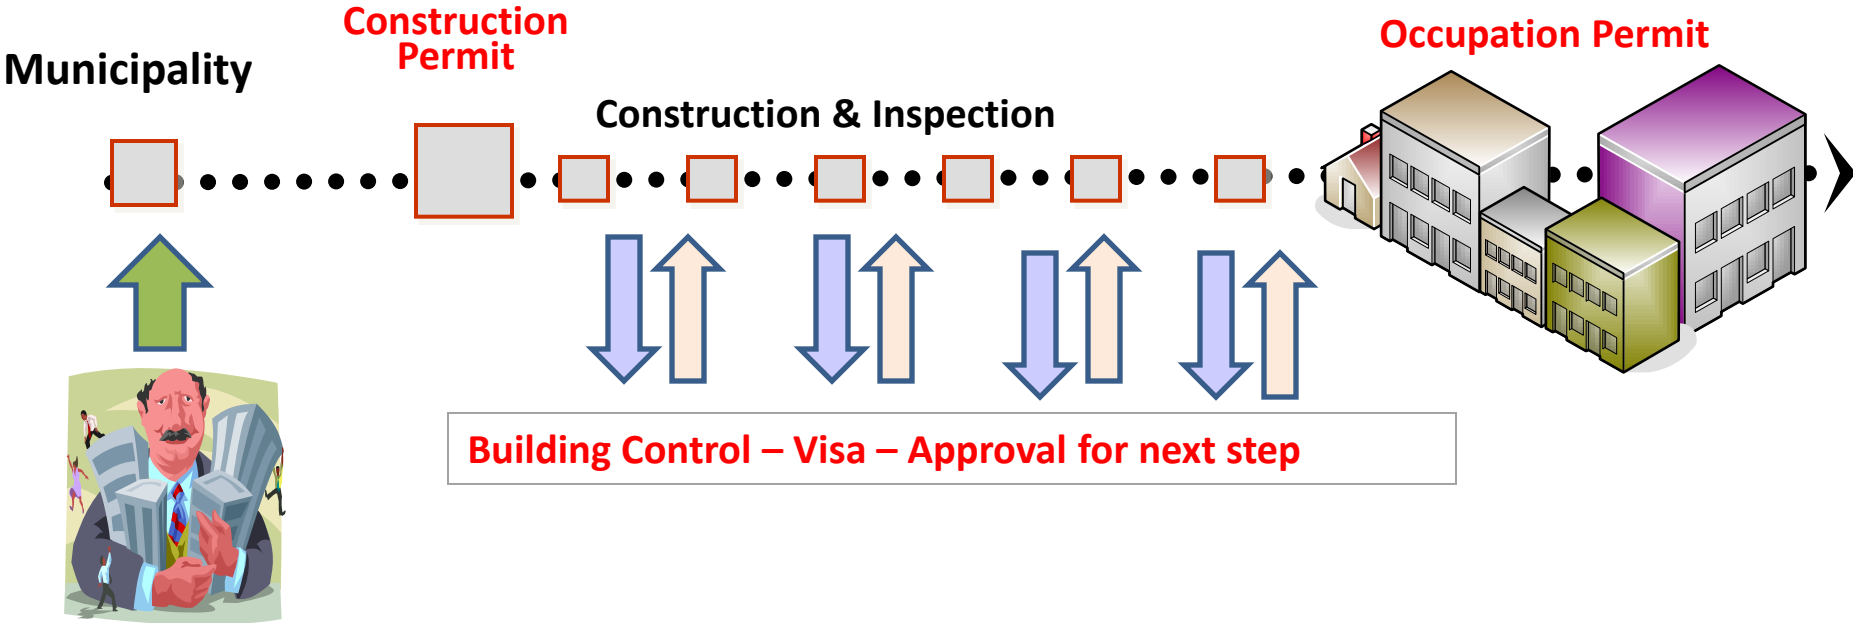 Municipality
Construction
Permit
Construction & Inspection
Occupation Permit
Building Control – Visa – Approval for next step